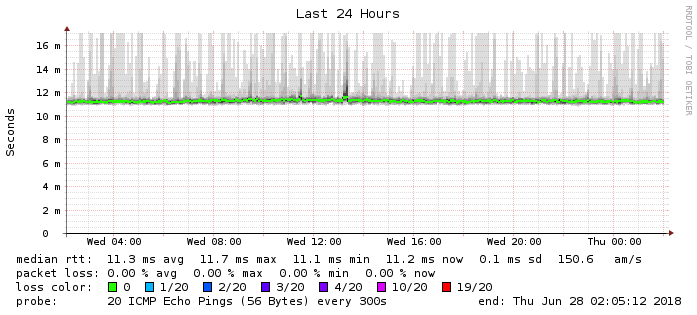 Last 24 Hours
RRDTOOL / TOBI OETIKER
Seconds
16 m
14 m
12 m
10 m
8 m
6 m
4 m
2 m
0
Wed 04:00 Wed 08:00 Wed 12:00 Wed 16:00 Wed 20:00 Thu 00:00
median rtt: 11.3 ms avg 11.7 ms max 11.1 ms min 11.2 ms now 0.1 ms sd 150.6 am/s
packet loss: 0.00 % avg 0.00 % max 0.00 % min 0.00 % now
loss color: 0 1/20 2/20 3/20 4/20 10/20 19/20
probe: 20 ICMP Echo Pings (56 Bytes) every 300s end: Thu Jun 28 02:05:12 2018